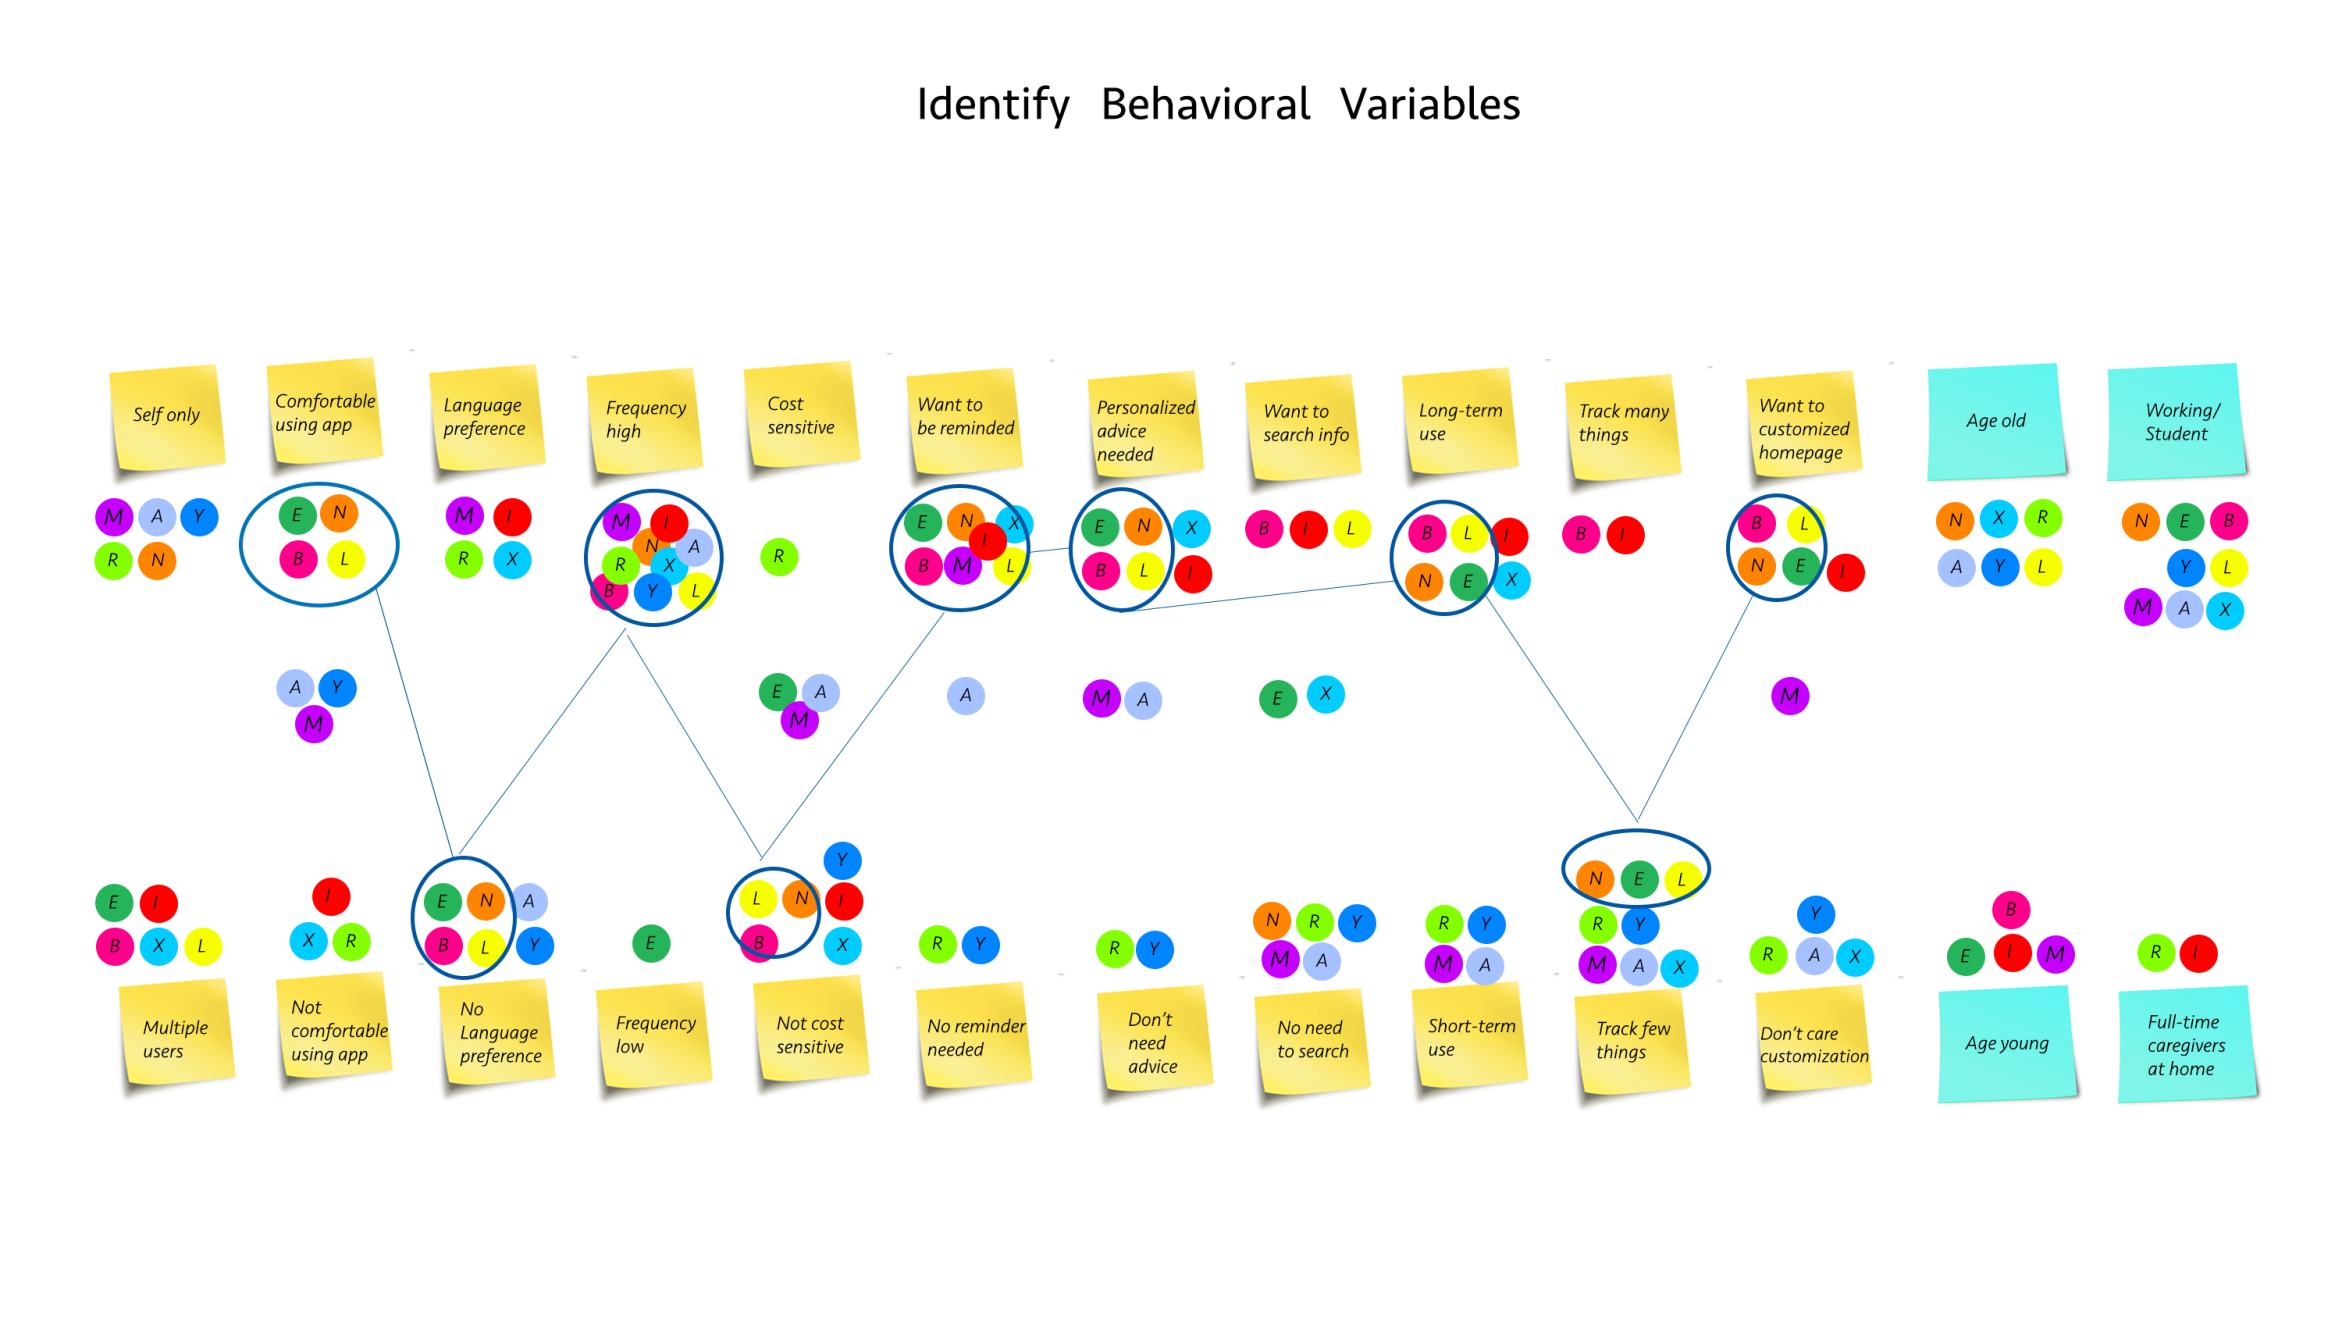 Identify Behavioral Variables
Self only
Comfortable
using app
Language
preference
Frequency
high
Cost
sensitive
Want to
be reminded
Personalized
advice
needed
Want to
search info
Long-term
use
Track many
things
Want to
customized
homepage
Age old
Working/
Student
M A Y
R N
E N
B L
M I
R X
M I
N A
R X
B Y L
R
E N X
I
B M L
E N X
B L I
B I L
B L I
N E X
B I
B L
N E I
N X R
A Y L
N E B
Y L
M A X
A Y
M
E A
M
A
M A
E X
M
E I
B X L
I
X R
E N A
B L Y
E
Y
L N I
B X
R Y
R Y
N R Y
M A
R Y
M A
N E L
R Y
M A X
Y
R A X
B
E I M
R I
Multiple
users
Not
comfortable
using app
No
Language
preference
Frequency
low
Not cost
sensitive
No reminder
needed
Don't
need
advice
No need
to search
Short-term
use
Track few
things
Don't care
customization
Age young
Full-time
caregivers
at home